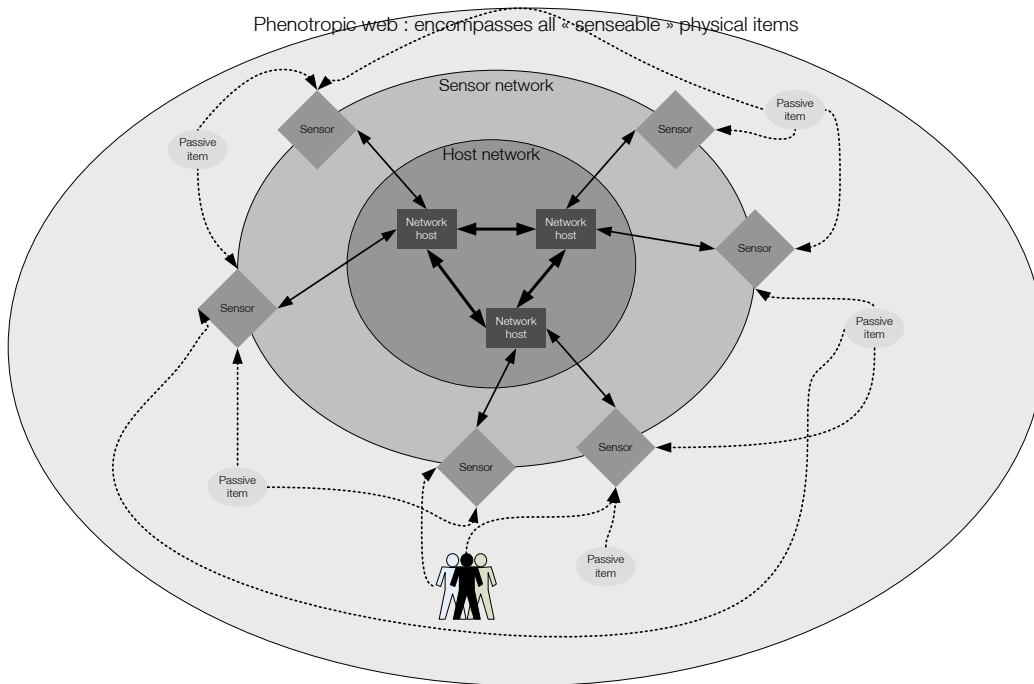 Phenotropic web : encompasses all « senseable » physical items
Sensor network
Sensor
Sensor
Passive
item
Passive
item
Host network
Network
host
Network
host
Sensor
Sensor
Network
host
Passive
item
Sensor
Sensor
Passive
item
Passive
item